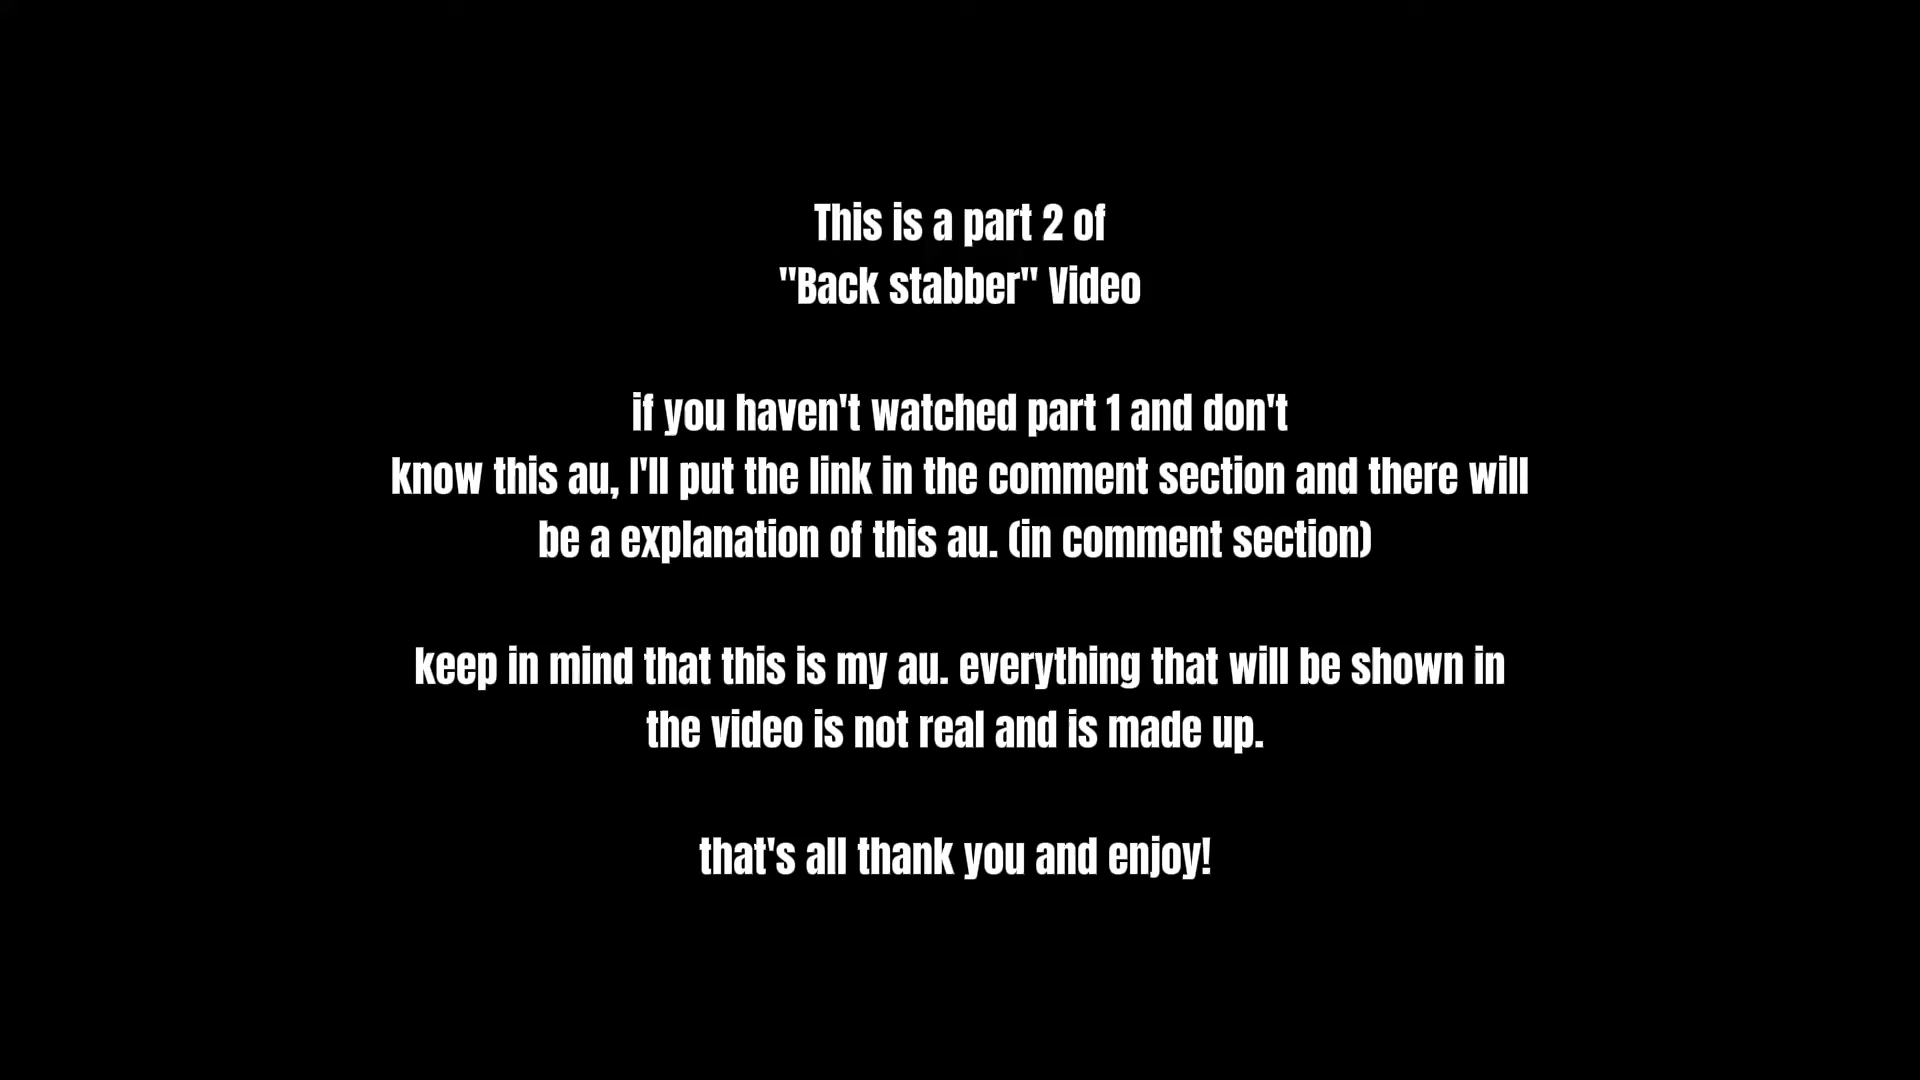 This is a part 2 of
"Back stabber" Video
if you haven't watched part 1 and don't
know this au, I'll put the link in the comment section and there will
be a explanation of this au. (in comment section)
keep in mind that this is my au. everything that will be shown in
the video is not real and is made up.
that's all thank you and enjoy!